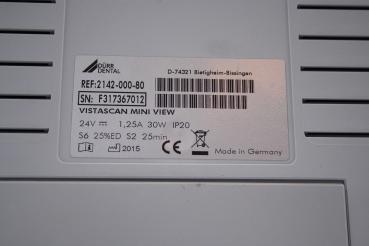 DÜRR
DENTAL
D-74321 Bietigheim-Bissingen
REF:2142-000-80
SN: F317367012
VISTASCAN MINI VIEW
24V 1,25A 30W IP20
S6 25%ED S2 25min
2015
CE
Made in Germany